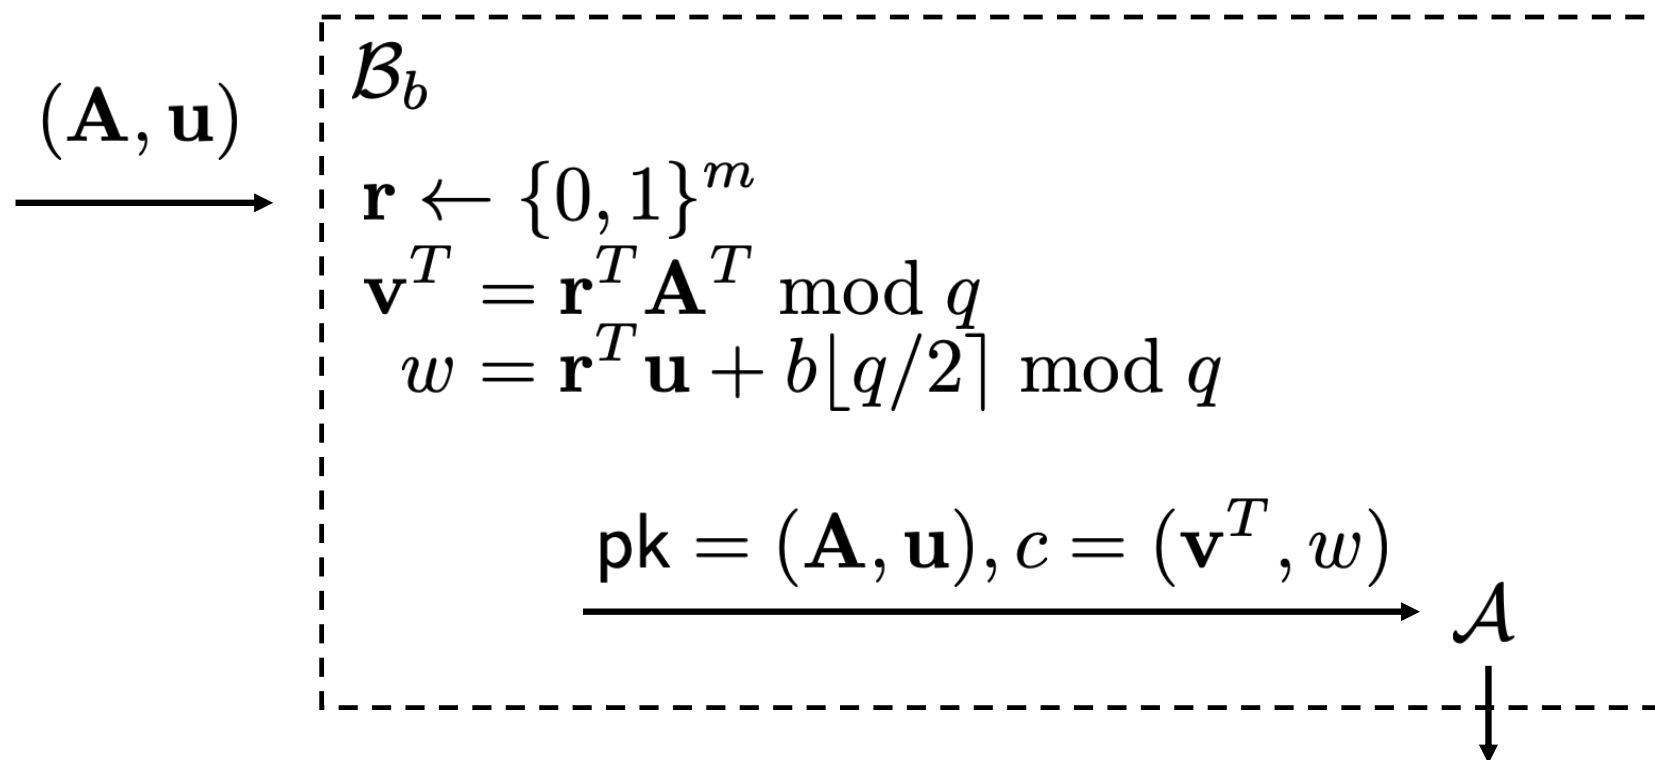 (𝐀, 𝐮)
ℬ_b
𝐫 ← {0, 1}^m
𝐯^T = 𝐫^T 𝐀^T mod q
w = 𝐫^T 𝐮 + b⌊q/2⌉ mod q
pk = (𝐀, 𝐮), c = (𝐯^T, w)
𝒜